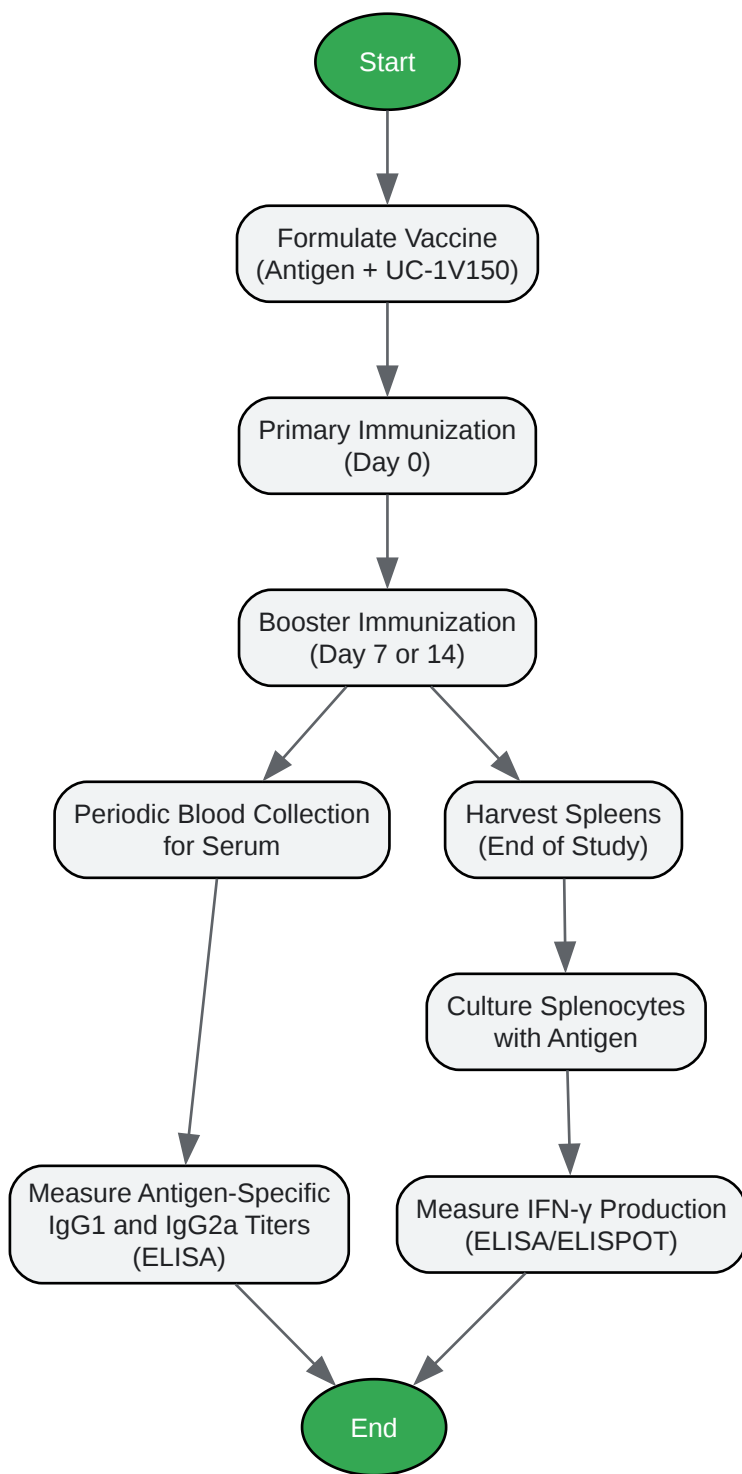 Start
Formulate Vaccine
(Antigen + UC-1V150)
Primary Immunization
(Day 0)
Booster Immunization
(Day 7 or 14)
Periodic Blood Collection
for Serum
Harvest Spleens
(End of Study)
Culture Splenocytes
with Antigen
Measure Antigen-Specific
IgG1 and IgG2a Titers
(ELISA)
Measure IFN-γ Production
(ELISA/ELISPOT)
End